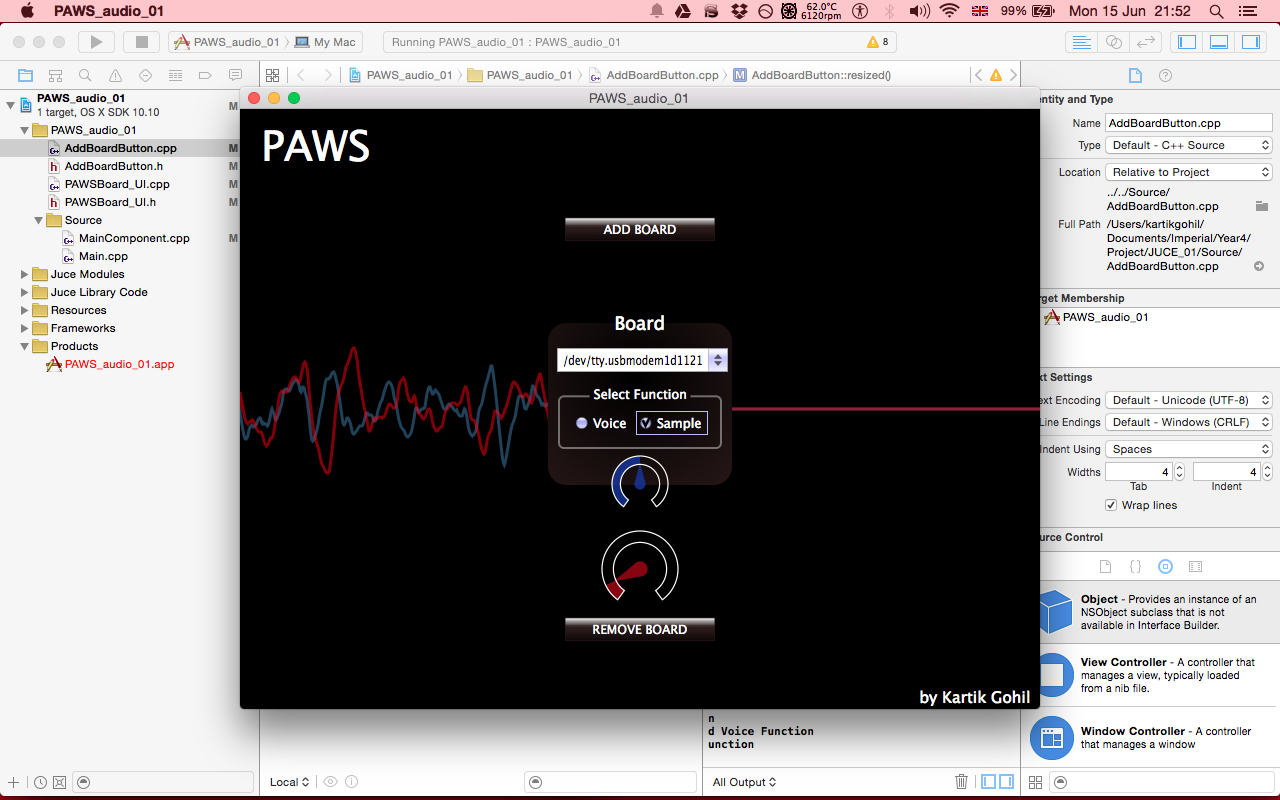 PAWS_audio_01
62.0°C
6120rpm
99%
Mon 15 Jun 21:52
PAWS_audio_01 〉 My Mac
Running PAWS_audio_01 : PAWS_audio_01
8
PAWS_audio_01 〉 PAWS_audio_01 〉 AddBoardButton.cpp 〉 M AddBoardButton::resized()
PAWS_audio_01
1 target, OS X SDK 10.10
M
PAWS_audio_01
AddBoardButton.cpp M
AddBoardButton.h M
PAWSBoard_UI.cpp M
PAWSBoard_UI.h M
Source
MainComponent.cpp M
Main.cpp
Juce Modules
Juce Library Code
Resources
Frameworks
Products
PAWS_audio_01.app
PAWS_audio_01
PAWS
ADD BOARD
Board
/dev/tty.usbmodem1d1121
Select Function
Voice
Sample
REMOVE BOARD
by Kartik Gohil
n
d Voice Function
unction
Local
All Output
entity and Type
Name AddBoardButton.cpp
Type Default - C++ Source
Location Relative to Project
../../Source/
AddBoardButton.cpp
Full Path /Users/kartikgohil/
Documents/Imperial/Year4/
Project/JUCE_01/Source/
AddBoardButton.cpp
rget Membership
PAWS_audio_01
xt Settings
ext Encoding Default - Unicode (UTF-8)
Line Endings Default - Windows (CRLF)
Indent Using Spaces
Widths 4 4
Tab Indent
Wrap lines
urce Control
Object - Provides an instance of an
NSObject subclass that is not
available in Interface Builder.
View Controller - A controller that
manages a view, typically loaded
from a nib file.
Window Controller - A controller
that manages a window